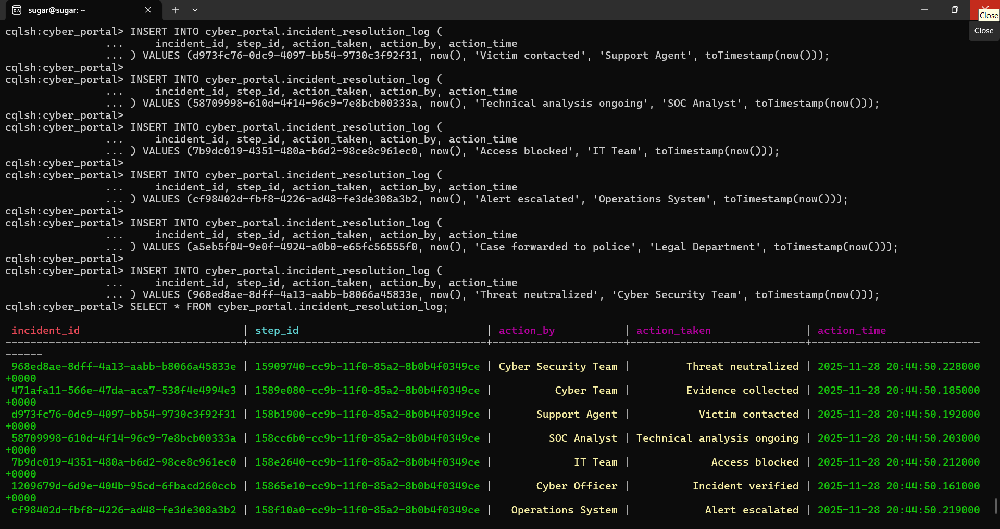 sugar@sugar: ~
Close
Close
cqlsh:cyber_portal> INSERT INTO cyber_portal.incident_resolution_log (
...     incident_id, step_id, action_taken, action_by, action_time
... ) VALUES (d973fc76-0dc9-4097-bb54-9730c3f92f31, now(), 'Victim contacted', 'Support Agent', toTimestamp(now()));
cqlsh:cyber_portal>
cqlsh:cyber_portal> INSERT INTO cyber_portal.incident_resolution_log (
...     incident_id, step_id, action_taken, action_by, action_time
... ) VALUES (58709998-610d-4f14-96c9-7e8bcb00333a, now(), 'Technical analysis ongoing', 'SOC Analyst', toTimestamp(now()));
cqlsh:cyber_portal>
cqlsh:cyber_portal> INSERT INTO cyber_portal.incident_resolution_log (
...     incident_id, step_id, action_taken, action_by, action_time
... ) VALUES (7b9dc019-4351-480a-b6d2-98ce8c961ec0, now(), 'Access blocked', 'IT Team', toTimestamp(now()));
cqlsh:cyber_portal>
cqlsh:cyber_portal> INSERT INTO cyber_portal.incident_resolution_log (
...     incident_id, step_id, action_taken, action_by, action_time
... ) VALUES (cf98402d-fbf8-4226-ad48-fe3de308a3b2, now(), 'Alert escalated', 'Operations System', toTimestamp(now()));
cqlsh:cyber_portal>
cqlsh:cyber_portal> INSERT INTO cyber_portal.incident_resolution_log (
...     incident_id, step_id, action_taken, action_by, action_time
... ) VALUES (a5eb5f04-9e0f-4924-a0b0-e65fc56555f0, now(), 'Case forwarded to police', 'Legal Department', toTimestamp(now()));
cqlsh:cyber_portal>
cqlsh:cyber_portal> INSERT INTO cyber_portal.incident_resolution_log (
...     incident_id, step_id, action_taken, action_by, action_time
... ) VALUES (968ed8ae-8dff-4a13-aabb-b8066a45833e, now(), 'Threat neutralized', 'Cyber Security Team', toTimestamp(now()));
cqlsh:cyber_portal> SELECT * FROM cyber_portal.incident_resolution_log;
incident_id | step_id | action_by | action_taken | action_time
--------------------------------------+--------------------------------------+---------------------+----------------------------+---------------------------
------
968ed8ae-8dff-4a13-aabb-b8066a45833e | 15909740-cc9b-11f0-85a2-8b0b4f0349ce | Cyber Security Team | Threat neutralized | 2025-11-28 20:44:50.228000
+0000
471afa11-566e-47da-aca7-538f4e4994e3 | 1589e080-cc9b-11f0-85a2-8b0b4f0349ce | Cyber Team | Evidence collected | 2025-11-28 20:44:50.185000
+0000
d973fc76-0dc9-4097-bb54-9730c3f92f31 | 158b1900-cc9b-11f0-85a2-8b0b4f0349ce | Support Agent | Victim contacted | 2025-11-28 20:44:50.192000
+0000
58709998-610d-4f14-96c9-7e8bcb00333a | 158cc6b0-cc9b-11f0-85a2-8b0b4f0349ce | SOC Analyst | Technical analysis ongoing | 2025-11-28 20:44:50.203000
+0000
7b9dc019-4351-480a-b6d2-98ce8c961ec0 | 158e2640-cc9b-11f0-85a2-8b0b4f0349ce | IT Team | Access blocked | 2025-11-28 20:44:50.212000
+0000
1209679d-6d9e-404b-95cd-6fbacd260ccb | 15865e10-cc9b-11f0-85a2-8b0b4f0349ce | Cyber Officer | Incident verified | 2025-11-28 20:44:50.161000
+0000
cf98402d-fbf8-4226-ad48-fe3de308a3b2 | 158f10a0-cc9b-11f0-85a2-8b0b4f0349ce | Operations System | Alert escalated | 2025-11-28 20:44:50.219000